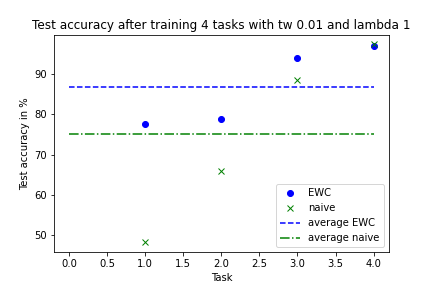 Test accuracy after training 4 tasks with tw 0.01 and lambda 1
Test accuracy in %
90
80
70
60
50
EWC
naive
average EWC
average naive
0.0 0.5 1.0 1.5 2.0 2.5 3.0 3.5 4.0
Task